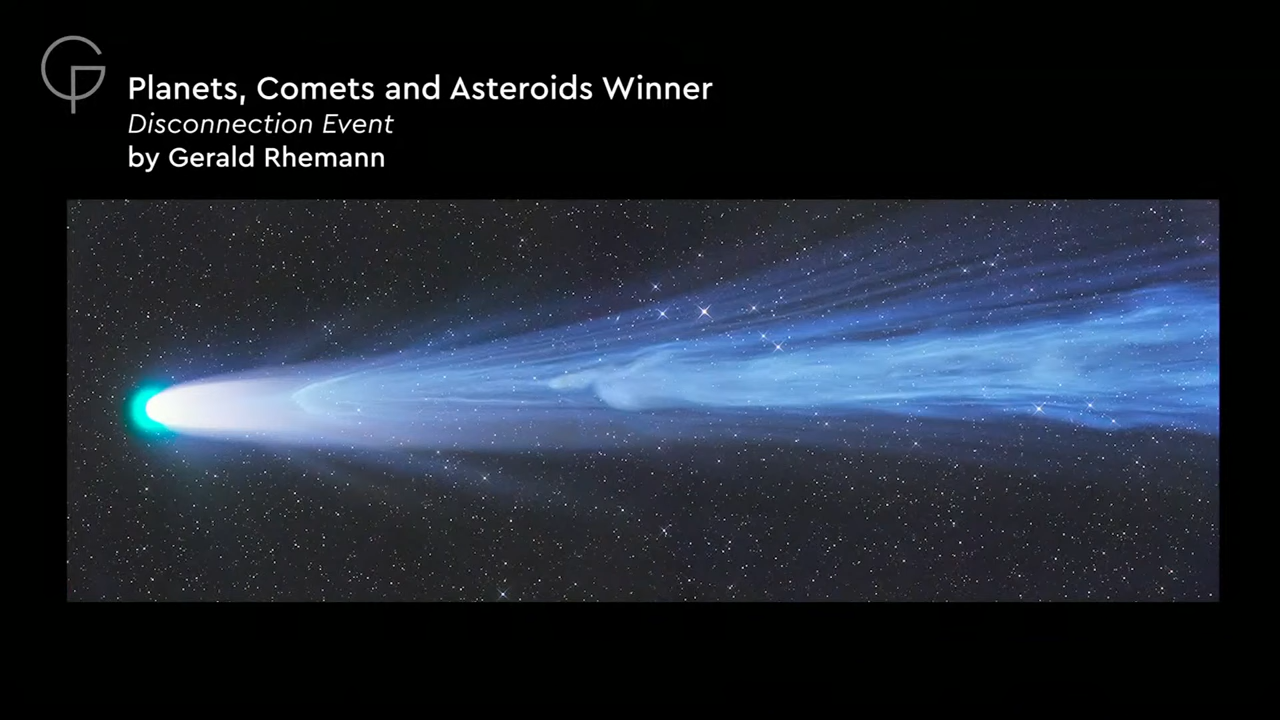 Planets, Comets and Asteroids Winner
Disconnection Event
by Gerald Rhemann